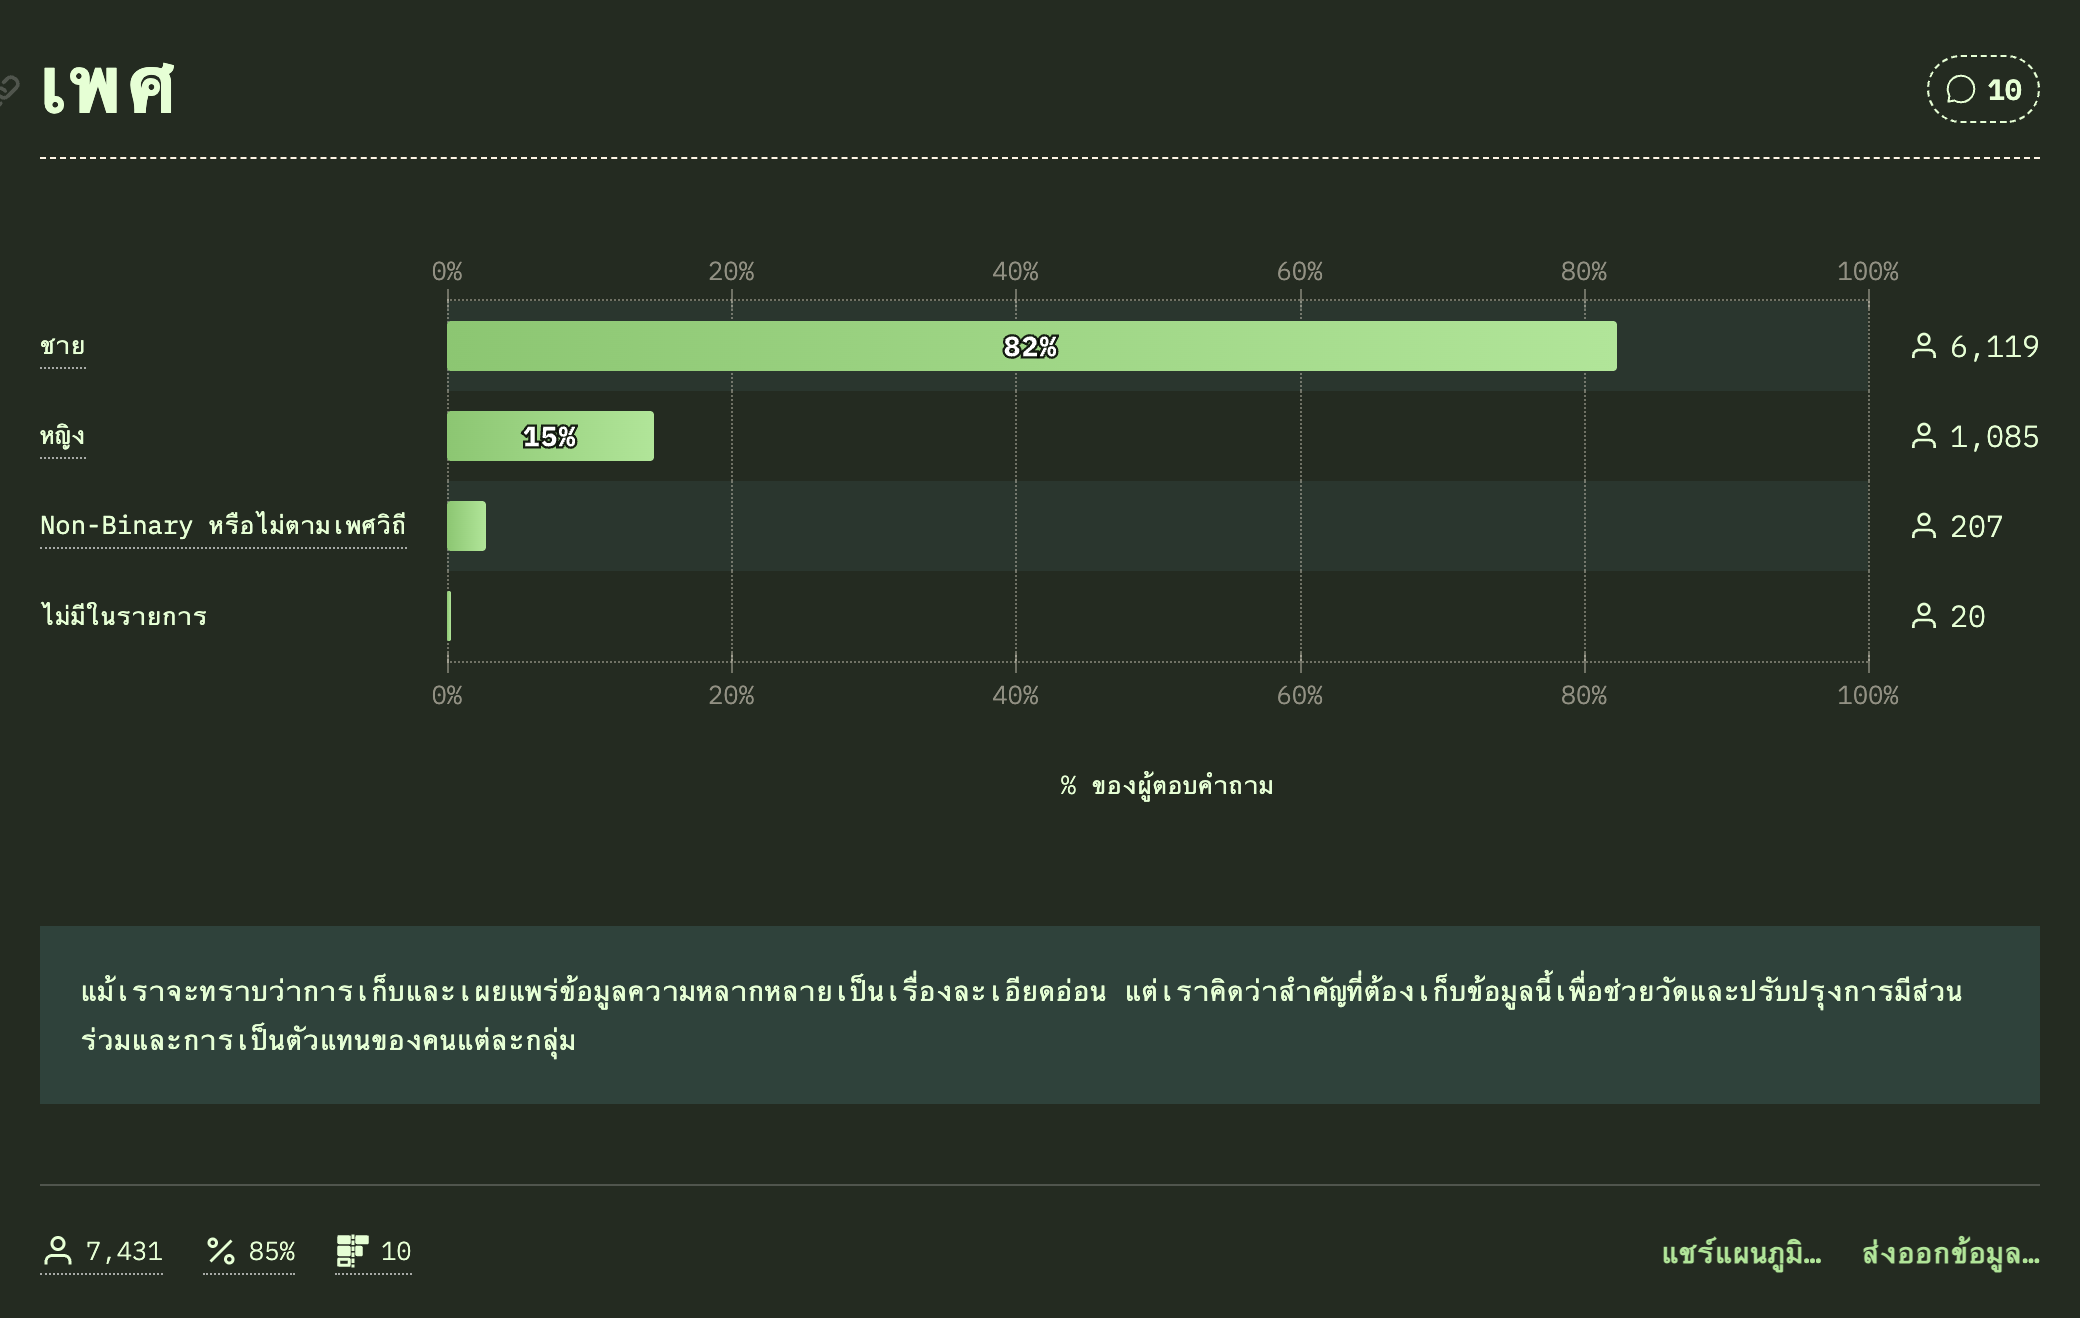 เพศ
10
0% 20% 40% 60% 80% 100%
ชาย 82% 6,119
หญิง 15% 1,085
Non-Binary หรือไม่ตามเพศวิถี 207
ไม่มีในรายการ 20
0% 20% 40% 60% 80% 100%
% ของผู้ตอบคำถาม
แม้เราจะทราบว่าการเก็บและเผยแพร่ข้อมูลความหลากหลายเป็นเรื่องละเอียดอ่อน แต่เราคิดว่าสำคัญที่ต้องเก็บข้อมูลนี้เพื่อช่วยวัดและปรับปรุงการมีส่วน
ร่วมและการเป็นตัวแทนของคนแต่ละกลุ่ม
7,431 85% 10 แชร์แผนภูมิ… ส่งออกข้อมูล…